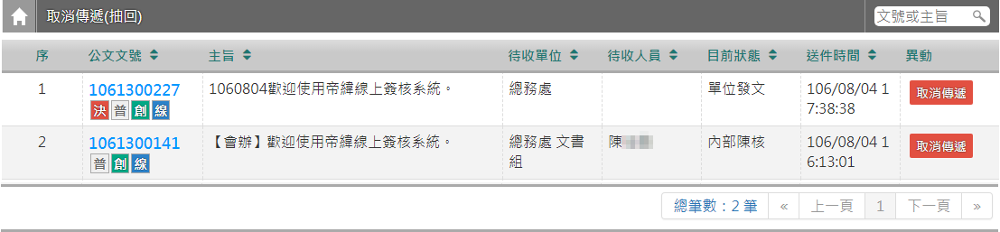 取消傳遞(抽回) 文號或主旨
序 公文文號 主旨 待收單位 待收人員 目前狀態 送件時間 異動
1 1061300227 1060804歡迎使用帝緯線上簽核系統。 總務處 單位發文 106/08/04 1 取消傳遞
決 普 創 線 7:38:38
2 1061300141 【會辦】歡迎使用帝緯線上簽核系統。 總務處 文書 陳 內部陳核 106/08/04 1 取消傳遞
普 創 線 組 6:13:01
總筆數：2 筆 « 上一頁 1 下一頁 »